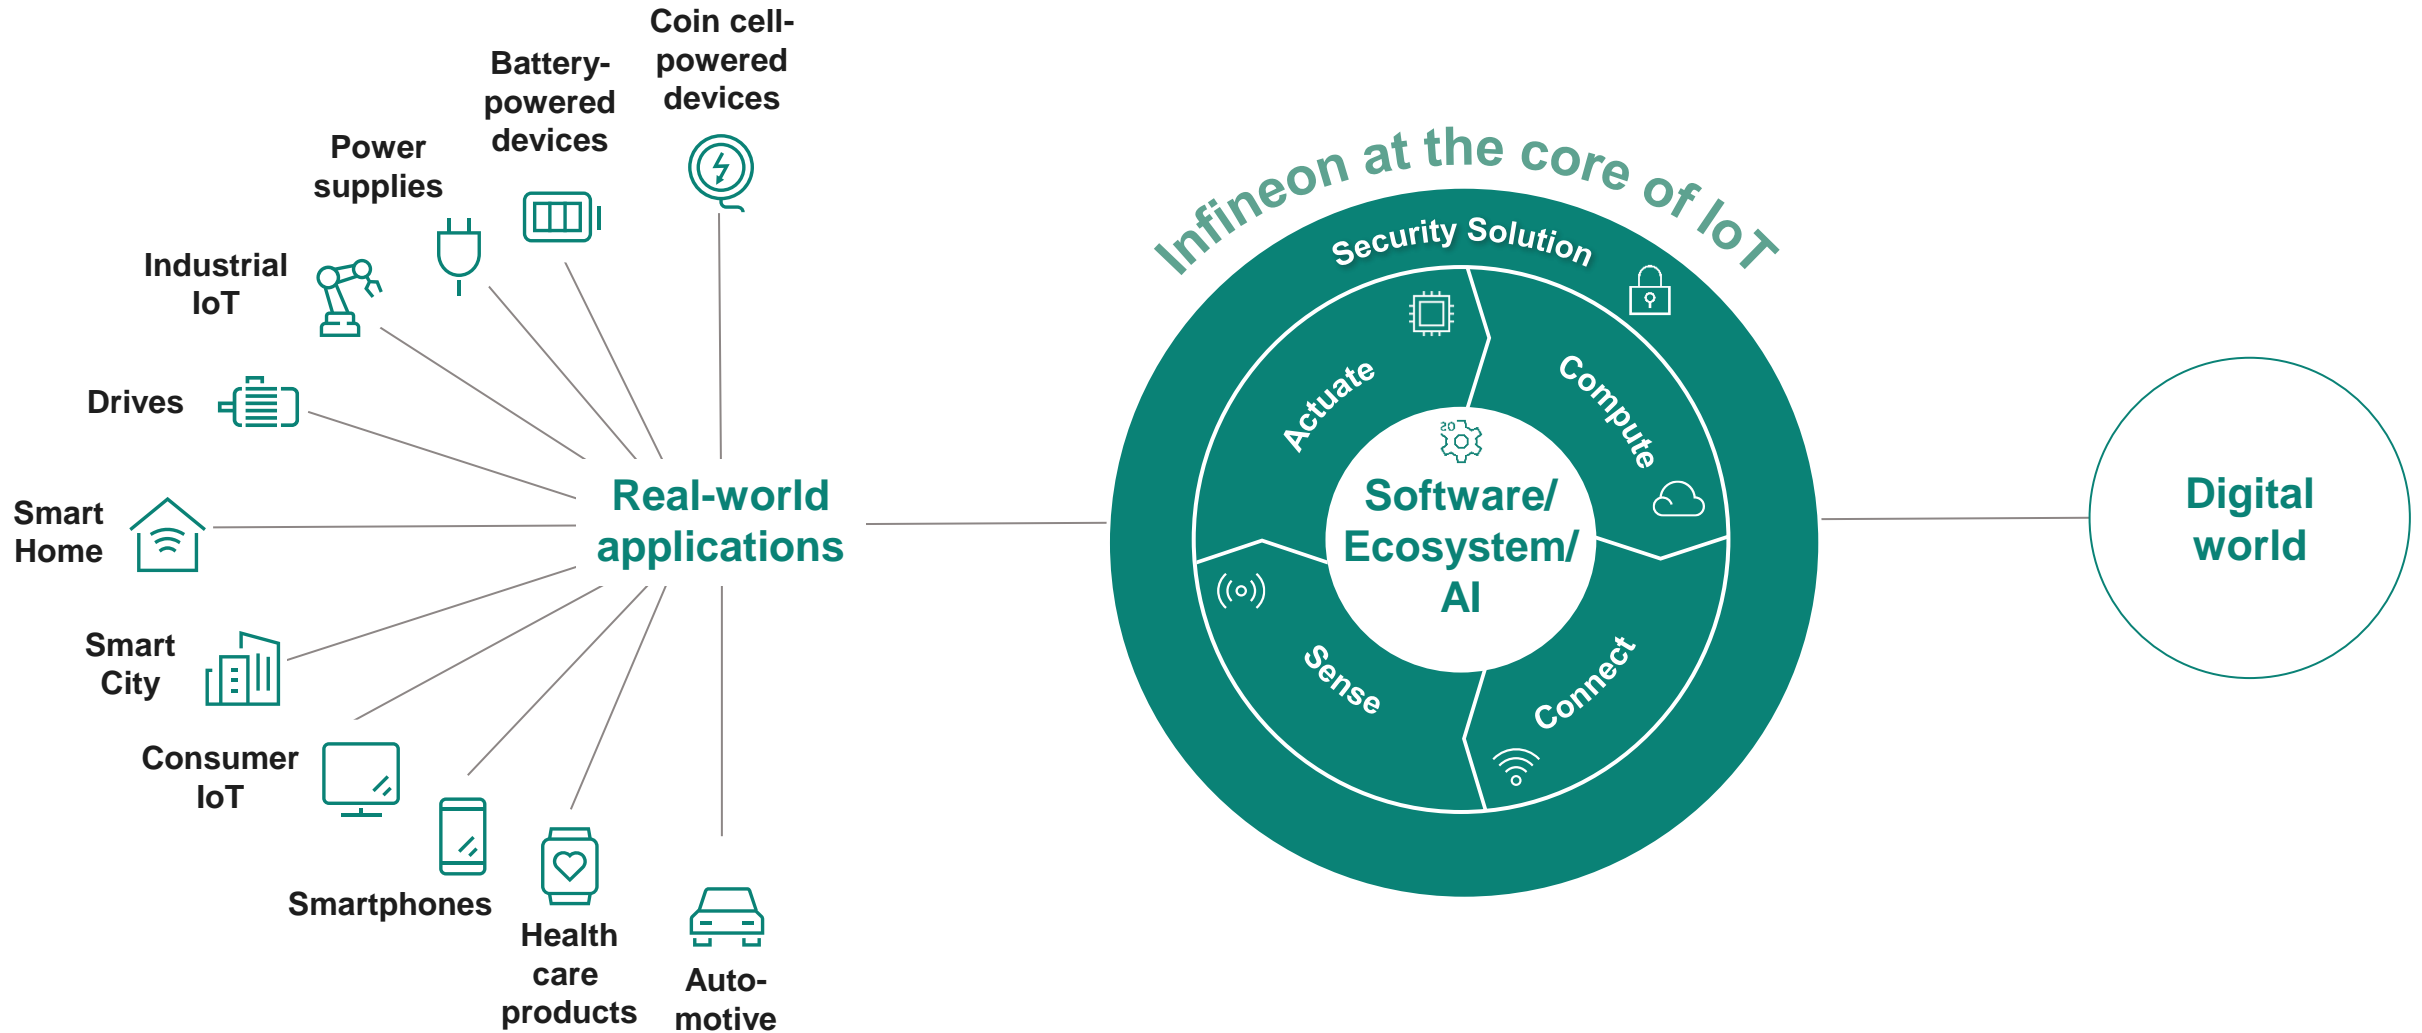 Coin cell-
powered
devices
Battery-
powered
devices
Power
supplies
Industrial
IoT
Drives
Smart
Home
Smart
City
Consumer
IoT
Smartphones
Health
care
products
Auto-
motive
Real-world
applications
Infineon at the core of IoT
Security Solution
Actuate
Compute
Connect
Sense
OS
Software/
Ecosystem/
AI
Digital
world